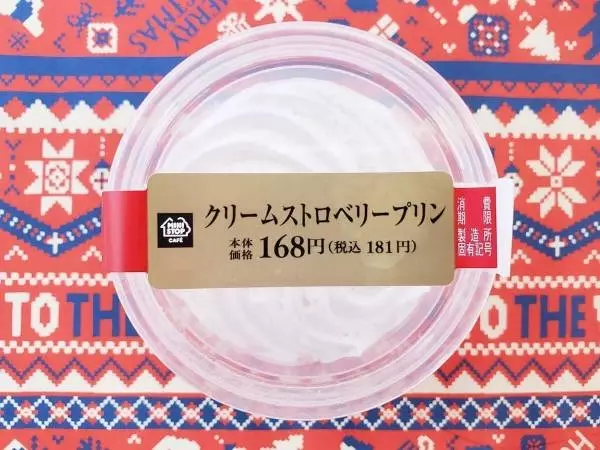 MERRY
CHRISTMAS
MINI
STOP
CAFÉ
クリームストロベリープリン
本体
価格 168円(税込 181円)
消費
期限
製造所
固有記号
TO THE
TO THE